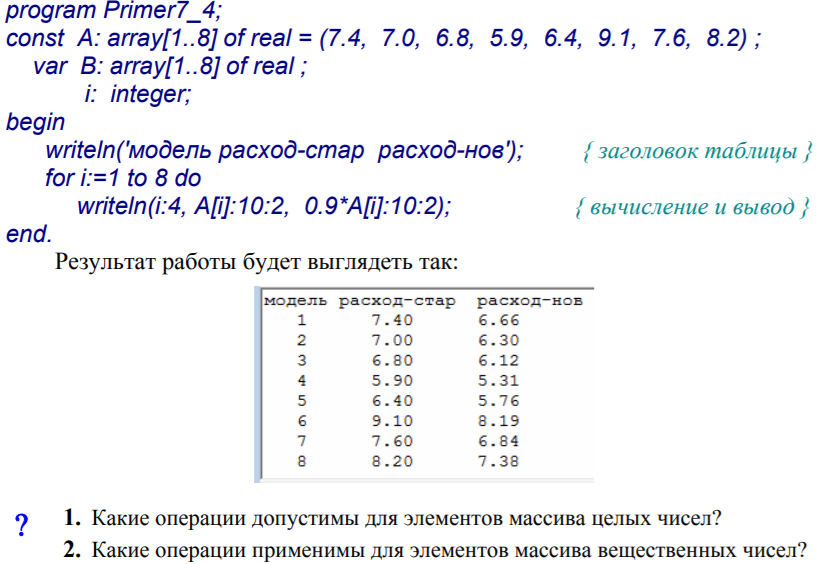 program Primer7_4;
const A: array[1..8] of real = (7.4, 7.0, 6.8, 5.9, 6.4, 9.1, 7.6, 8.2) ;
var B: array[1..8] of real ;
i: integer;
begin
writeln('модель расход-стар расход-нов'); { заголовок таблицы }
for i:=1 to 8 do
writeln(i:4, A[i]:10:2, 0.9*A[i]:10:2); { вычисление и вывод }
end.
Результат работы будет выглядеть так:
модель расход-стар расход-нов
1 7.40 6.66
2 7.00 6.30
3 6.80 6.12
4 5.90 5.31
5 6.40 5.76
6 9.10 8.19
7 7.60 6.84
8 8.20 7.38
? 1. Какие операции допустимы для элементов массива целых чисел?
2. Какие операции применимы для элементов массива вещественных чисел?